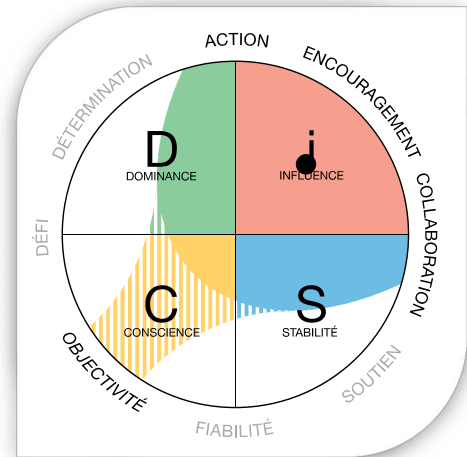 ACTION
ENCOURAGEMENT
COLLABORATION
SOUTIEN
FIABILITÉ
OBJECTIVITÉ
DÉFI
DÉTERMINATION
D
DOMINANCE
i
INFLUENCE
C
CONSCIENCE
S
STABILITÉ